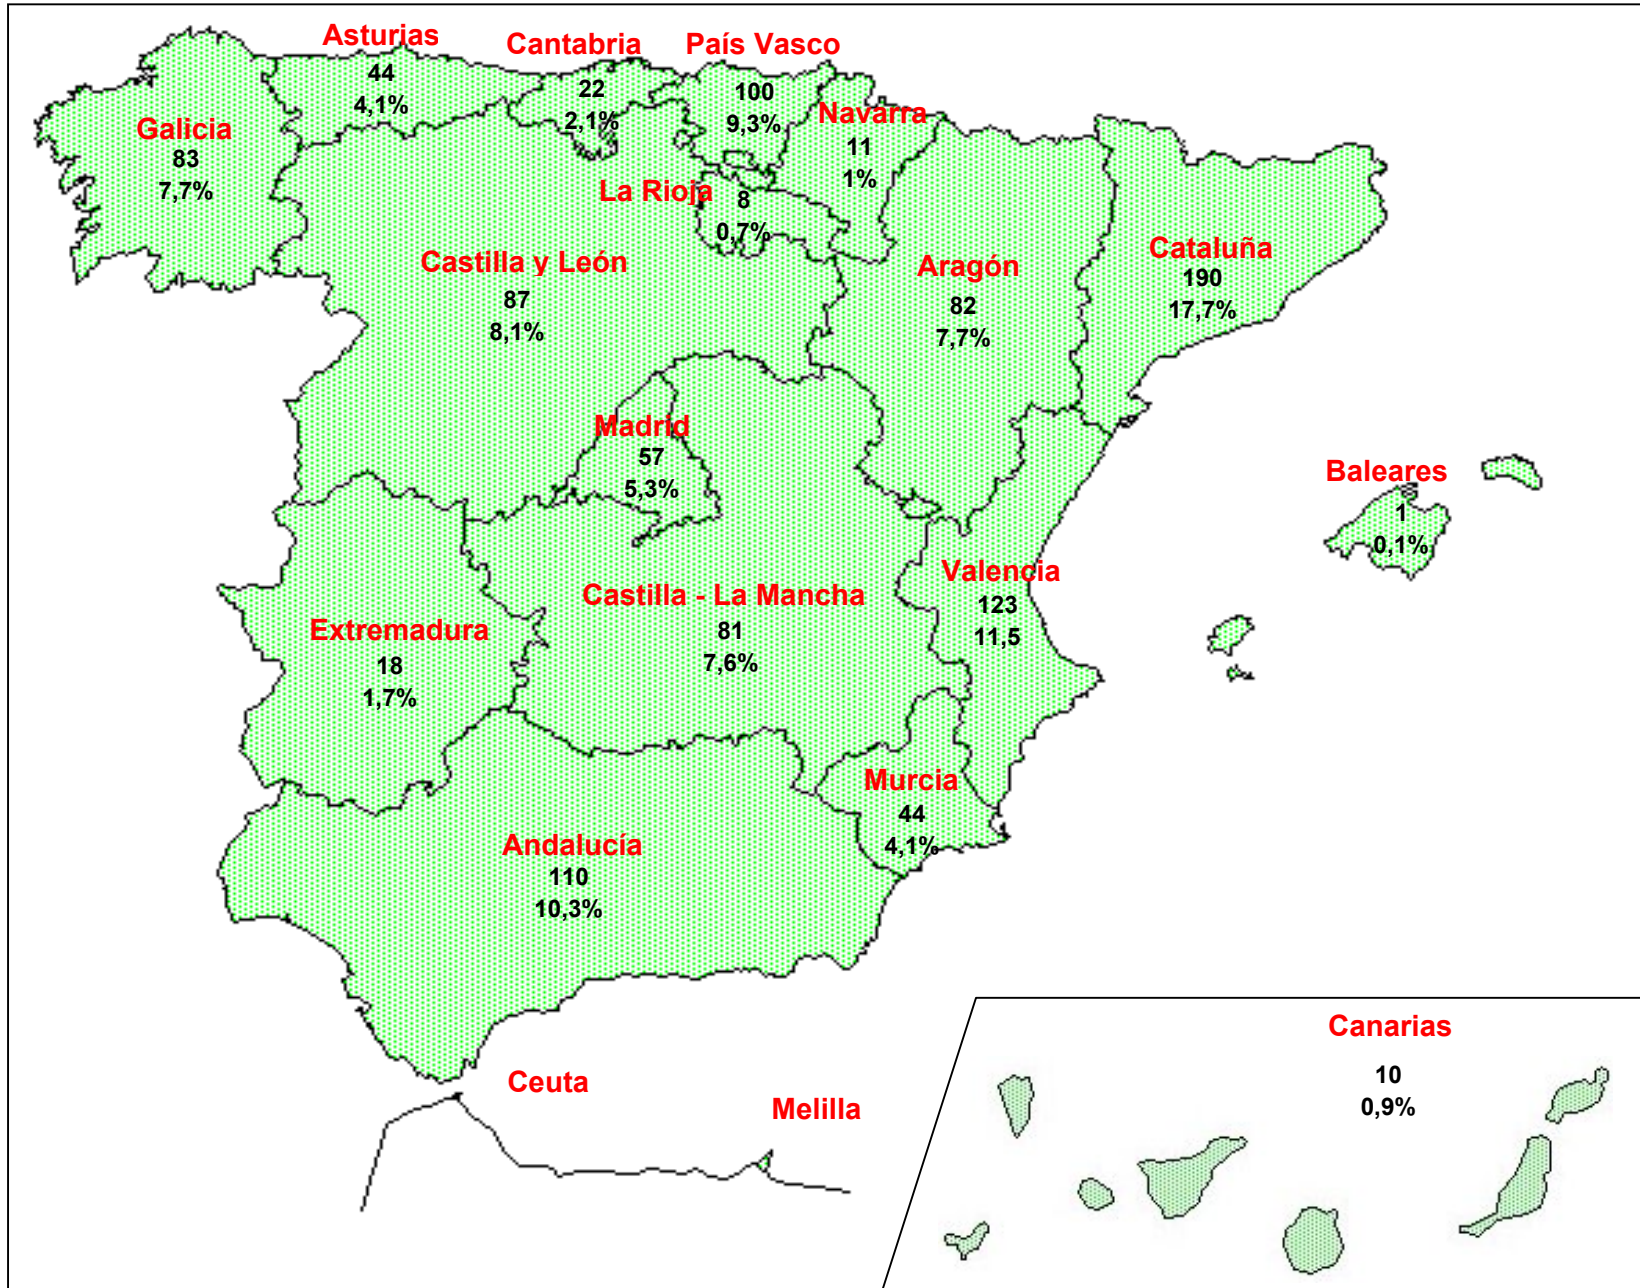 Asturias
44
4,1%
Cantabria
22
2,1%
País Vasco
100
9,3%
Navarra
11
1%
Galicia
83
7,7%
La Rioja
8
0,7%
Castilla y León
87
8,1%
Aragón
82
7,7%
Cataluña
190
17,7%
Madrid
57
5,3%
Baleares
1
0,1%
Extremadura
18
1,7%
Castilla - La Mancha
81
7,6%
Valencia
123
11,5
Murcia
44
4,1%
Andalucía
110
10,3%
Ceuta
Melilla
Canarias
10
0,9%